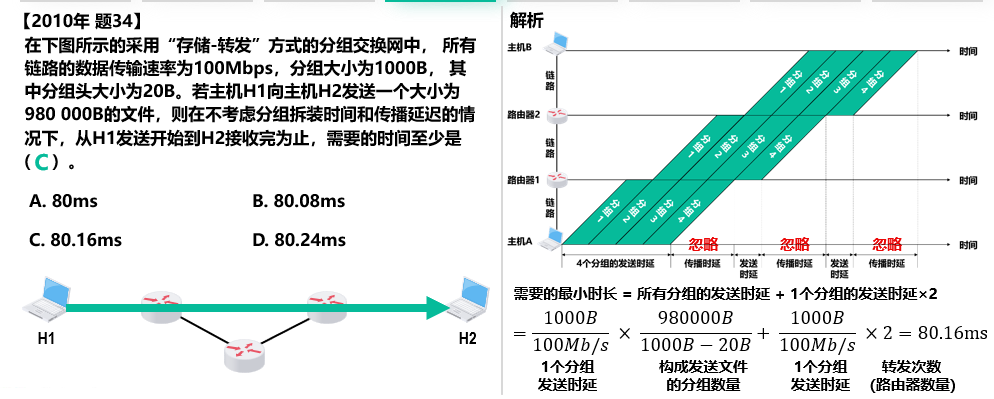 【2010年 题34】
在下图所示的采用“存储-转发”方式的分组交换网中， 所有
链路的数据传输速率为100Mbps，分组大小为1000B， 其
中分组头大小为20B。若主机H1向主机H2发送一个大小为
980 000B的文件，则在不考虑分组拆装时间和传播延迟的情
况下，从H1发送开始到H2接收完为止，需要的时间至少是
（ C ）。
A. 80ms
B. 80.08ms
C. 80.16ms
D. 80.24ms
H1
H2
解析
主机B
时间
链路
分组1
分组2
分组3
分组4
路由器2
时间
链路
分组1
分组2
分组3
分组4
路由器1
时间
链路
分组1
分组2
分组3
分组4
主机A
忽略
忽略
忽略
时间
4个分组的发送时延
传播时延
发送
时延
传播时延
发送
时延
传播时延
需要的最小时长 = 所有分组的发送时延 + 1个分组的发送时延×2
= 1000B/100Mb/s × 980000B/1000B − 20B + 1000B/100Mb/s × 2 = 80.16ms
1个分组
发送时延
构成发送文件
的分组数量
1个分组
发送时延
转发次数
(路由器数量)